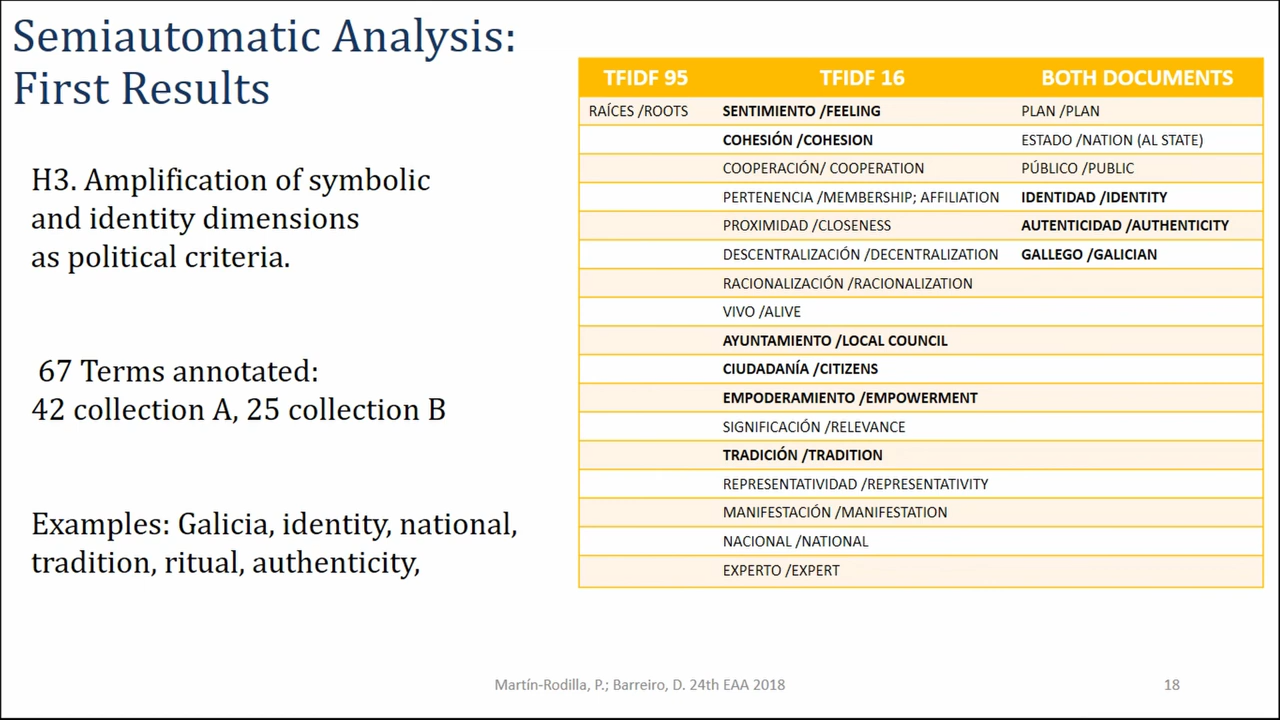 Semiautomatic Analysis:
First Results
H3. Amplification of symbolic
and identity dimensions
as political criteria.
67 Terms annotated:
42 collection A, 25 collection B
Examples: Galicia, identity, national,
tradition, ritual, authenticity,
TFIDF 95 TFIDF 16 BOTH DOCUMENTS
RAÍCES /ROOTS SENTIMIENTO /FEELING PLAN /PLAN
COHESIÓN /COHESION ESTADO /NATION (AL STATE)
COOPERACIÓN/ COOPERATION PÚBLICO /PUBLIC
PERTENENCIA /MEMBERSHIP; AFFILIATION IDENTIDAD /IDENTITY
PROXIMIDAD /CLOSENESS AUTENTICIDAD /AUTHENTICITY
DESCENTRALIZACIÓN /DECENTRALIZATION GALLEGO /GALICIAN
RACIONALIZACIÓN /RACIONALIZATION
VIVO /ALIVE
AYUNTAMIENTO /LOCAL COUNCIL
CIUDADANÍA /CITIZENS
EMPODERAMIENTO /EMPOWERMENT
SIGNIFICACIÓN /RELEVANCE
TRADICIÓN /TRADITION
REPRESENTATIVIDAD /REPRESENTATIVITY
MANIFESTACIÓN /MANIFESTATION
NACIONAL /NATIONAL
EXPERTO /EXPERT
Martín-Rodilla, P.; Barreiro, D. 24th EAA 2018 18